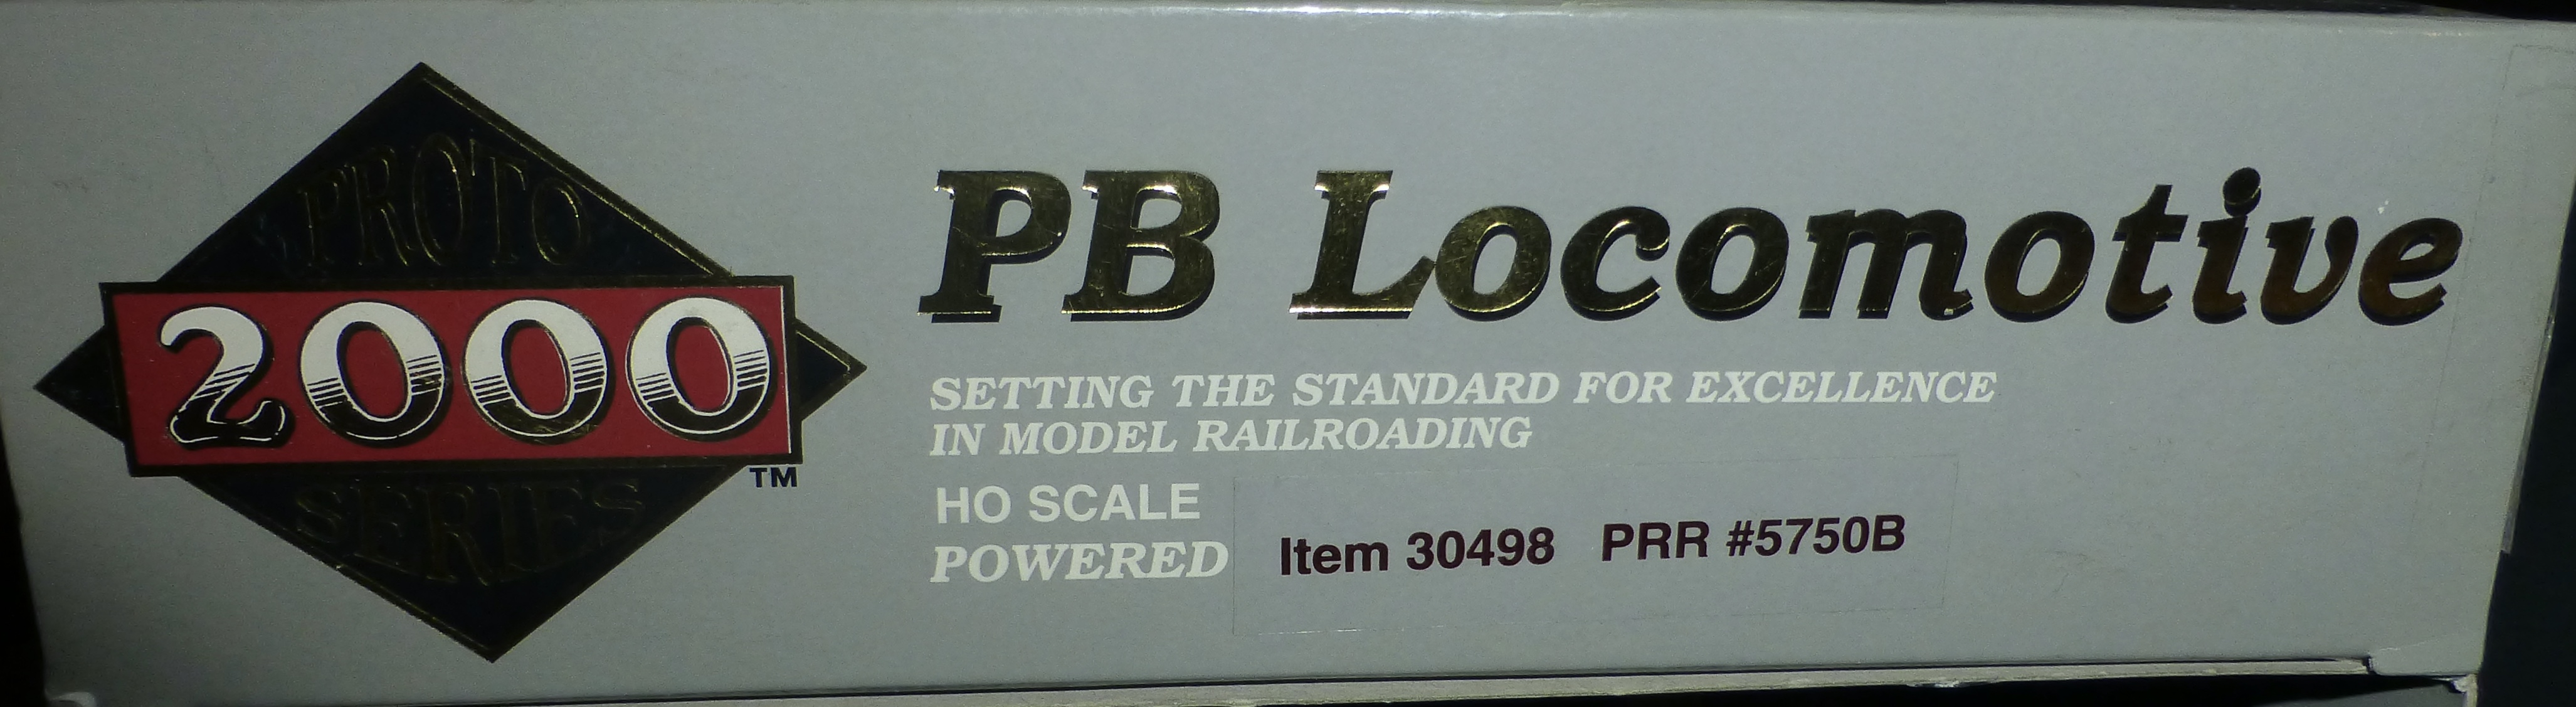 PROTO
2000
SERIES
TM
PB Locomotive
SETTING THE STANDARD FOR EXCELLENCE
IN MODEL RAILROADING
HO SCALE
POWERED
Item 30498 PRR #5750B